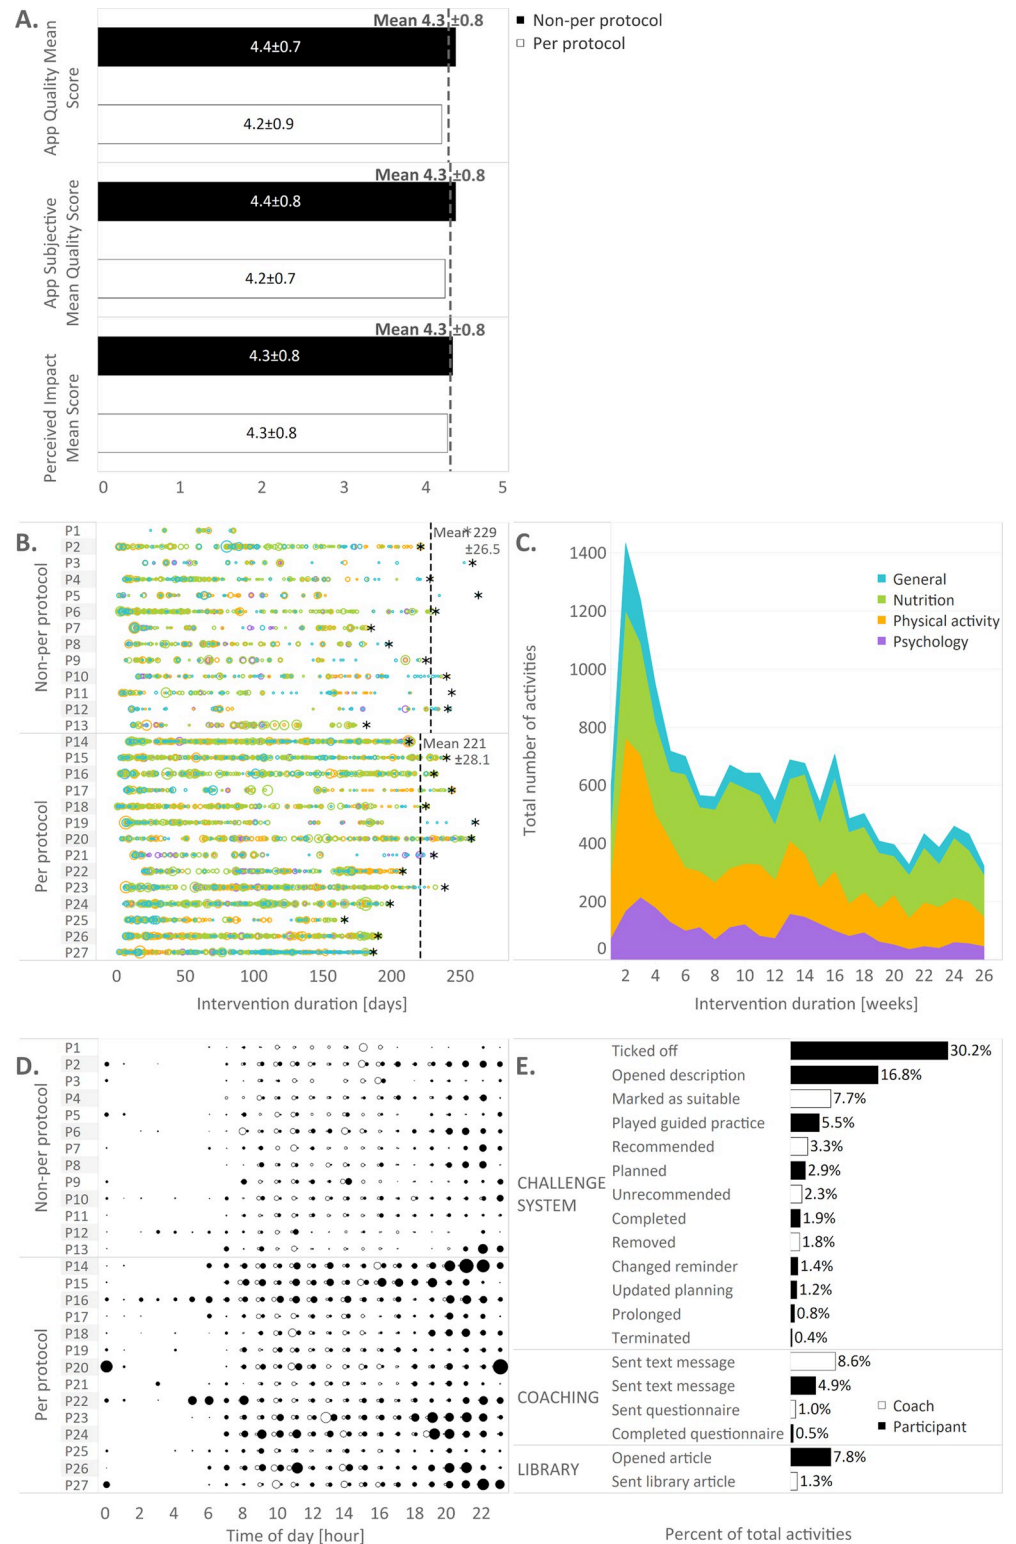 A.
Mean 4.3 ±0.8
Non-per protocol
Per protocol
App Quality Mean
Score
4.4±0.7
4.2±0.9
Mean 4.3 ±0.8
App Subjective
Mean Quality Score
4.4±0.8
4.2±0.7
Mean 4.3 ±0.8
Perceived Impact
Mean Score
4.3±0.8
4.3±0.8
0 1 2 3 4 5
B.
Non-per protocol
P1
P2
P3
P4
P5
P6
P7
P8
P9
P10
P11
P12
P13
Mean 229
±26.5
Per protocol
P14
P15
P16
P17
P18
P19
P20
P21
P22
P23
P24
P25
P26
P27
Mean 221
±28.1
0 50 100 150 200 250
Intervention duration [days]
C.
Total number of activities
1400
1200
1000
800
600
400
200
0
General
Nutrition
Physical activity
Psychology
2 4 6 8 10 12 14 16 18 20 22 24 26
Intervention duration [weeks]
D.
Non-per protocol
P1
P2
P3
P4
P5
P6
P7
P8
P9
P10
P11
P12
P13
Per protocol
P14
P15
P16
P17
P18
P19
P20
P21
P22
P23
P24
P25
P26
P27
0 2 4 6 8 10 12 14 16 18 20 22
Time of day [hour]
E.
CHALLENGE
SYSTEM
Ticked off 30.2%
Opened description 16.8%
Marked as suitable 7.7%
Played guided practice 5.5%
Recommended 3.3%
Planned 2.9%
Unrecommended 2.3%
Completed 1.9%
Removed 1.8%
Changed reminder 1.4%
Updated planning 1.2%
Prolonged 0.8%
Terminated 0.4%
COACHING
Sent text message 8.6%
Sent text message 4.9%
Sent questionnaire 1.0%
Completed questionnaire 0.5%
Coach
Participant
LIBRARY
Opened article 7.8%
Sent library article 1.3%
Percent of total activities